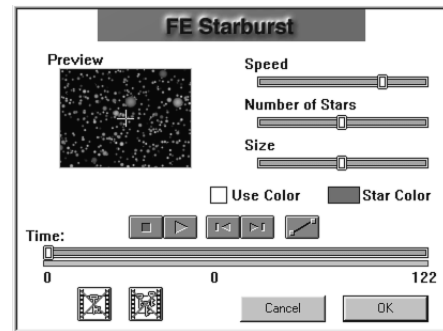 FE Starburst
Preview
Speed
Number of Stars
Size
Use Color
Star Color
Time:
0 0 122
Cancel
OK